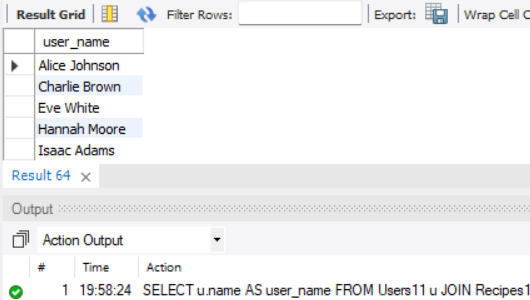 Result Grid Filter Rows: Export: Wrap Cell C
user_name
Alice Johnson
Charlie Brown
Eve White
Hannah Moore
Isaac Adams
Result 64 ×
Output
Action Output
# Time Action
1 19:58:24 SELECT u.name AS user_name FROM Users11 u JOIN Recipes1